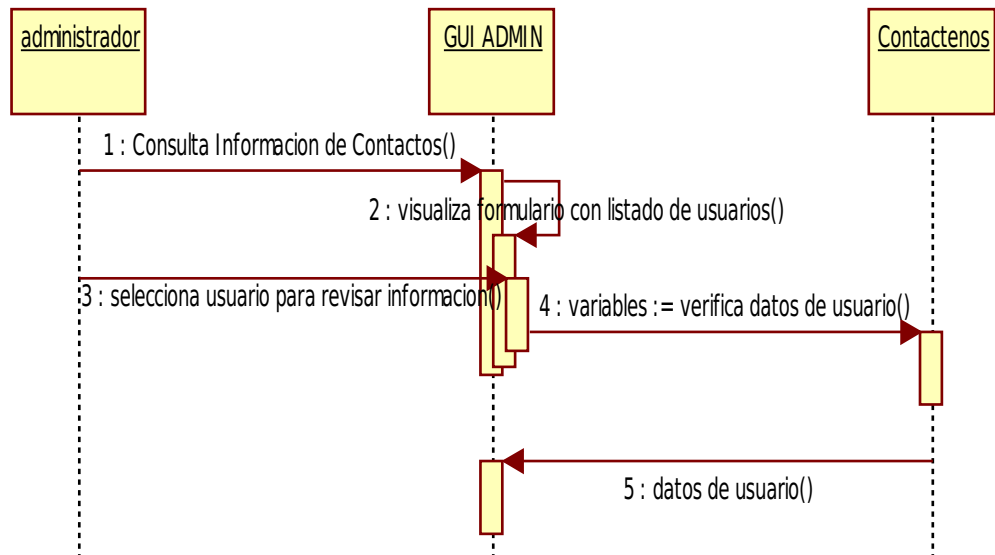 administrador
GUI ADMIN
Contactenos
1 : Consulta Informacion de Contactos()
2 : visualiza formulario con listado de usuarios()
3 : selecciona usuario para revisar informacion()
4 : variables := verifica datos de usuario()
5 : datos de usuario()